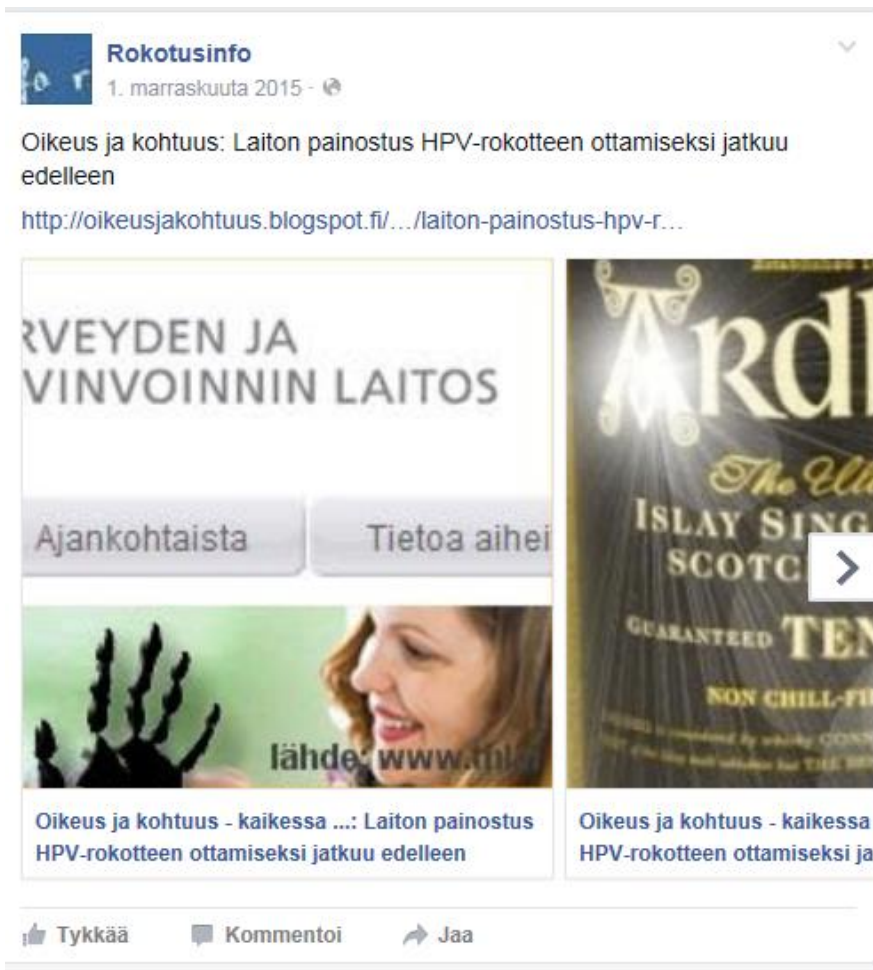 Rokotusinfo
1. marraskuuta 2015 ·
Oikeus ja kohtuus: Laiton painostus HPV-rokotteen ottamiseksi jatkuu
edelleen
http://oikeusjakohtuus.blogspot.fi/…/laiton-painostus-hpv-r…
RVEYDEN JA
VINVOINNIN LAITOS
Ajankohtaista
Tietoa aihei
lähde: www.thl
Oikeus ja kohtuus - kaikessa ...: Laiton painostus
HPV-rokotteen ottamiseksi jatkuu edelleen
Ardb
The Ul
ISLAY SING
SCOTC
GUARANTEED TEN
NON CHILL-FI
Oikeus ja kohtuus - kaikessa
HPV-rokotteen ottamiseksi ja
Tykkää
Kommentoi
Jaa